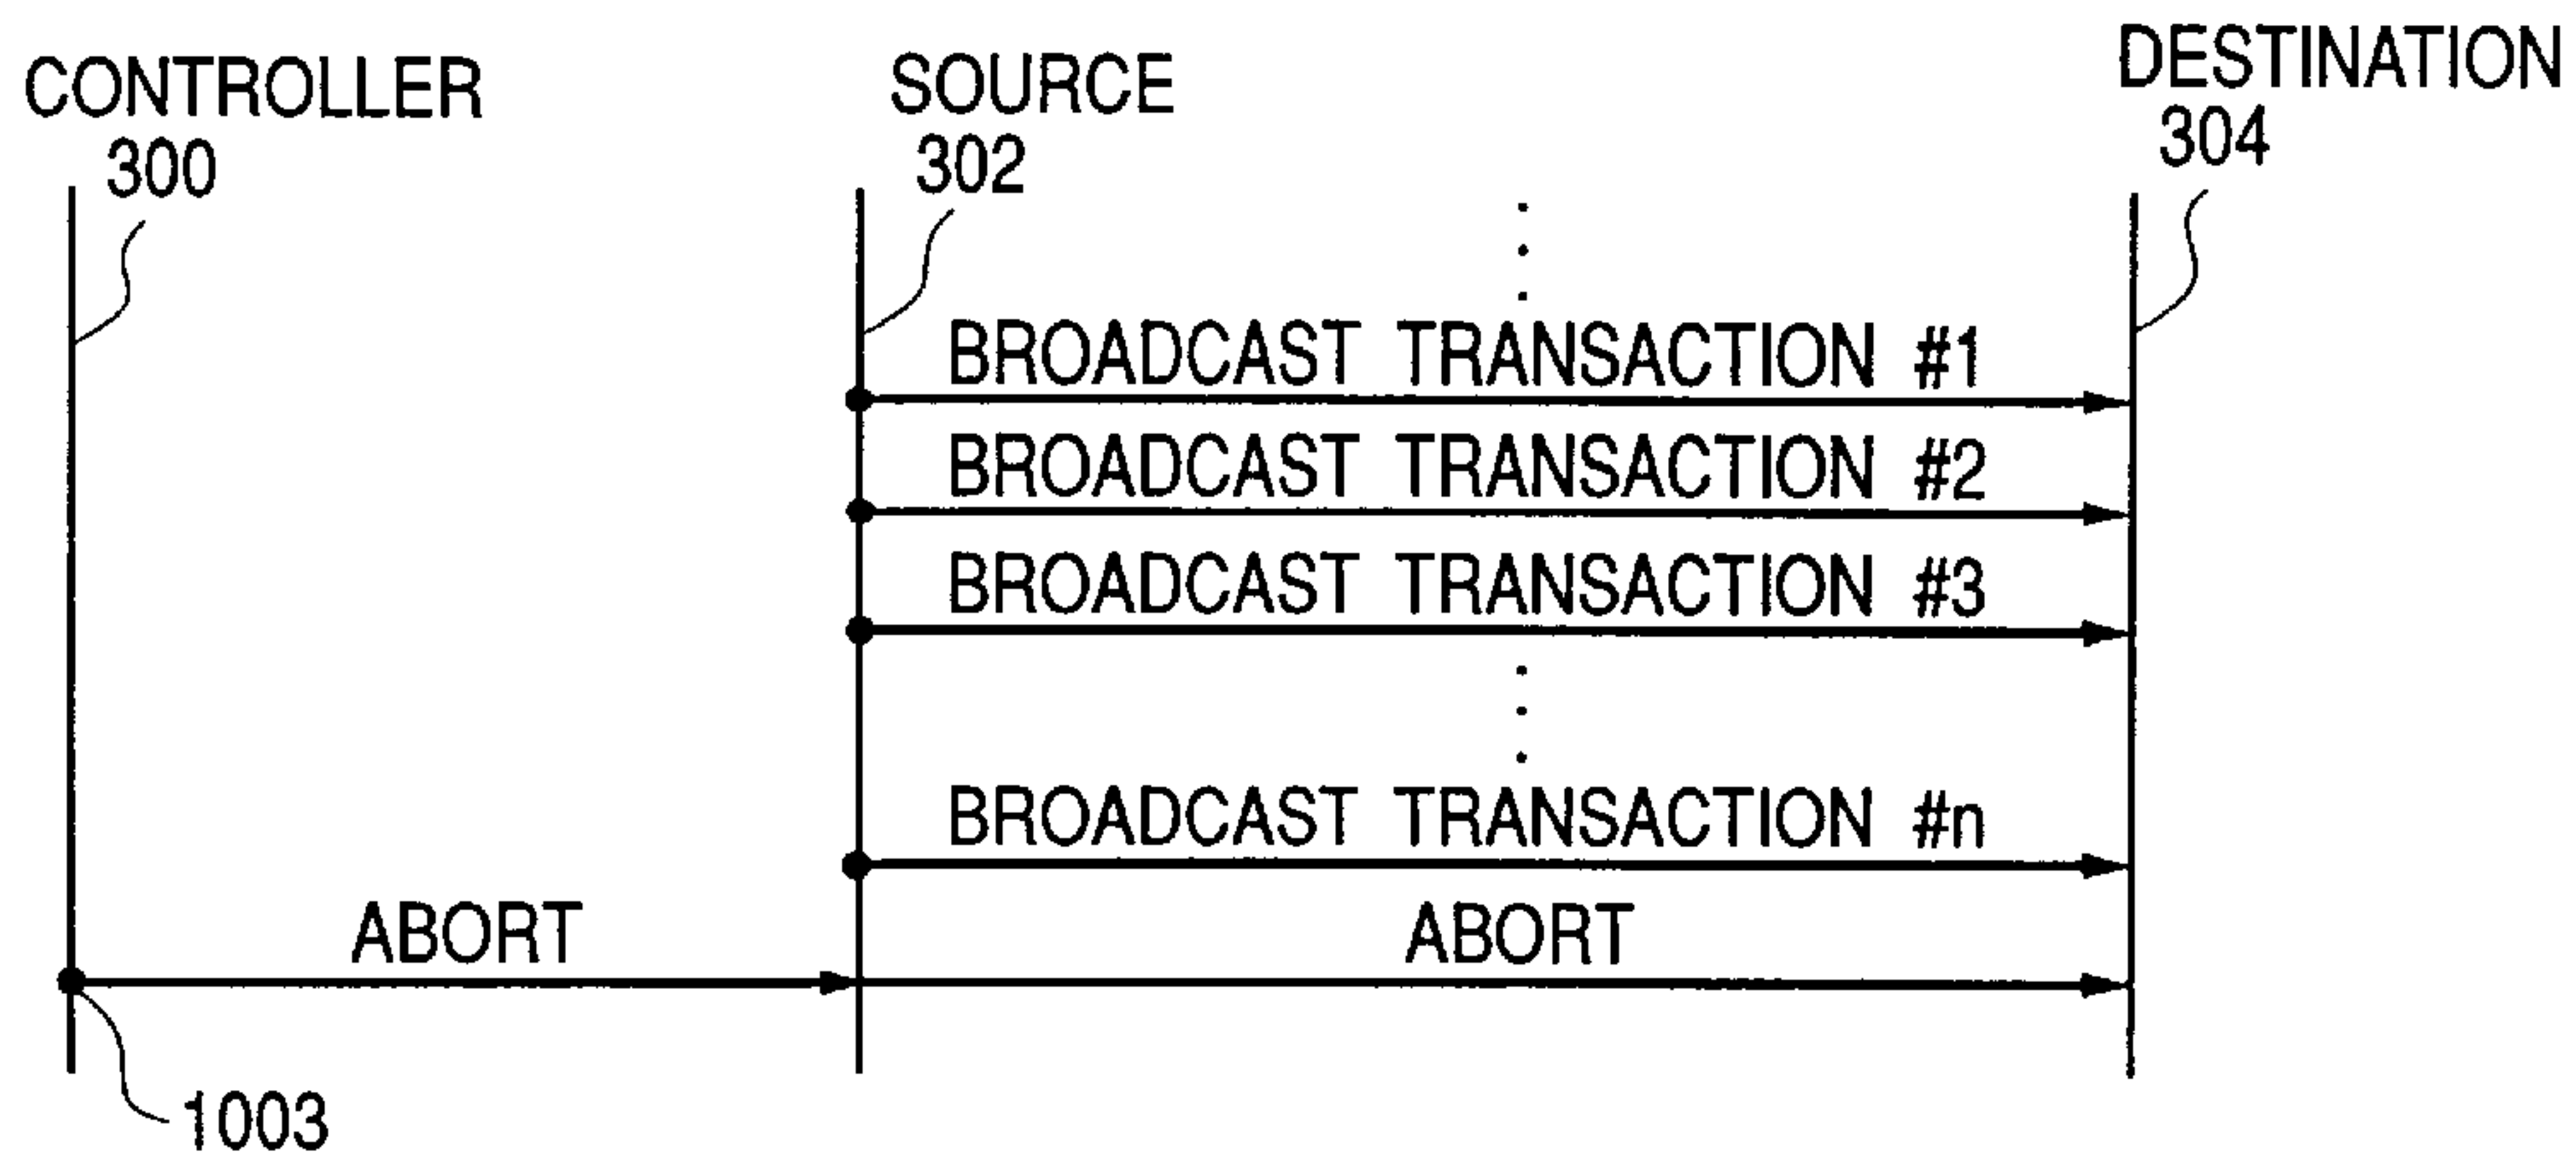 CONTROLLER
300
SOURCE
302
DESTINATION
304
BROADCAST TRANSACTION #1
BROADCAST TRANSACTION #2
BROADCAST TRANSACTION #3
BROADCAST TRANSACTION #n
ABORT
ABORT
1003